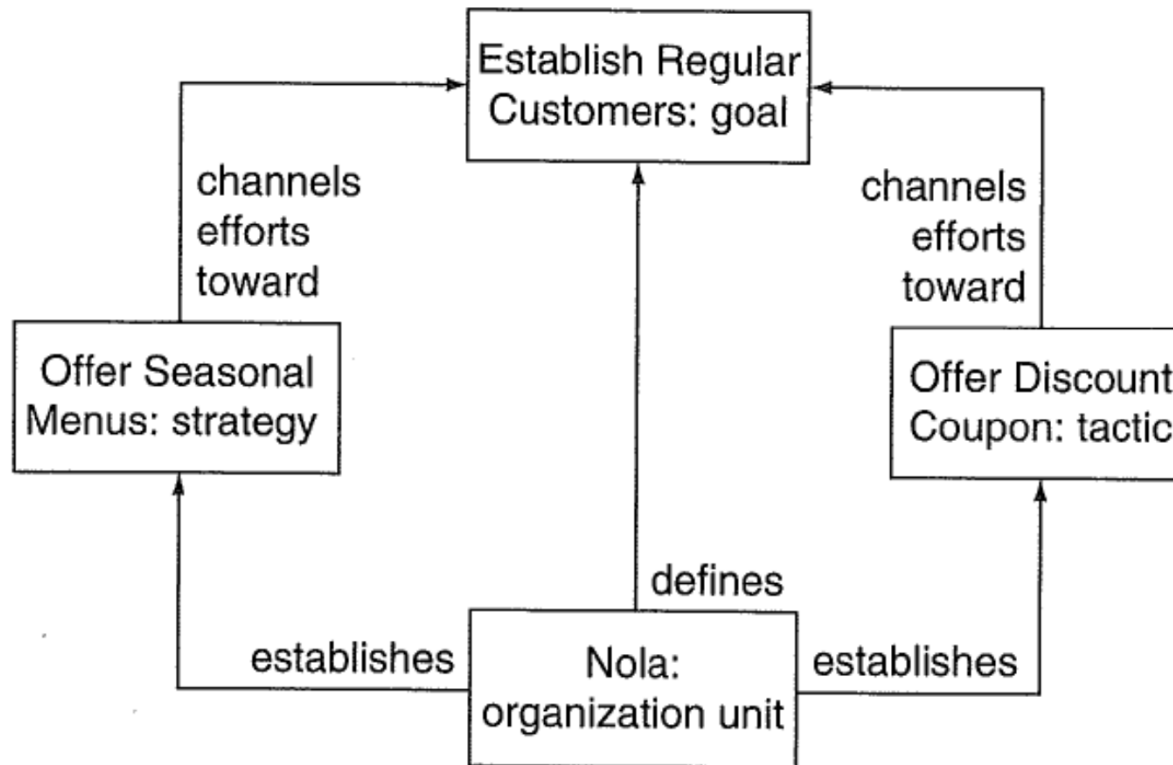 Establish Regular
Customers: goal
channels
efforts
toward
channels
efforts
toward
Offer Seasonal
Menus: strategy
Offer Discount
Coupon: tactic
defines
establishes
Nola:
organization unit
establishes